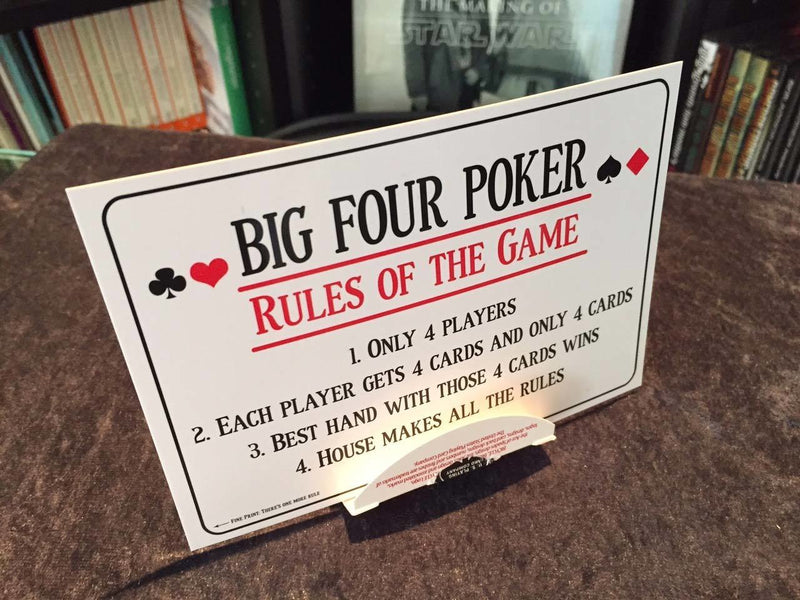 THE MAKING OF
STAR WARS
BIG FOUR POKER
RULES OF THE GAME
1. ONLY 4 PLAYERS
2. EACH PLAYER GETS 4 CARDS AND ONLY 4 CARDS
3. BEST HAND WITH THOSE 4 CARDS WINS
4. HOUSE MAKES ALL THE RULES
FINE PRINT: THERE'S ONE MORE RULE